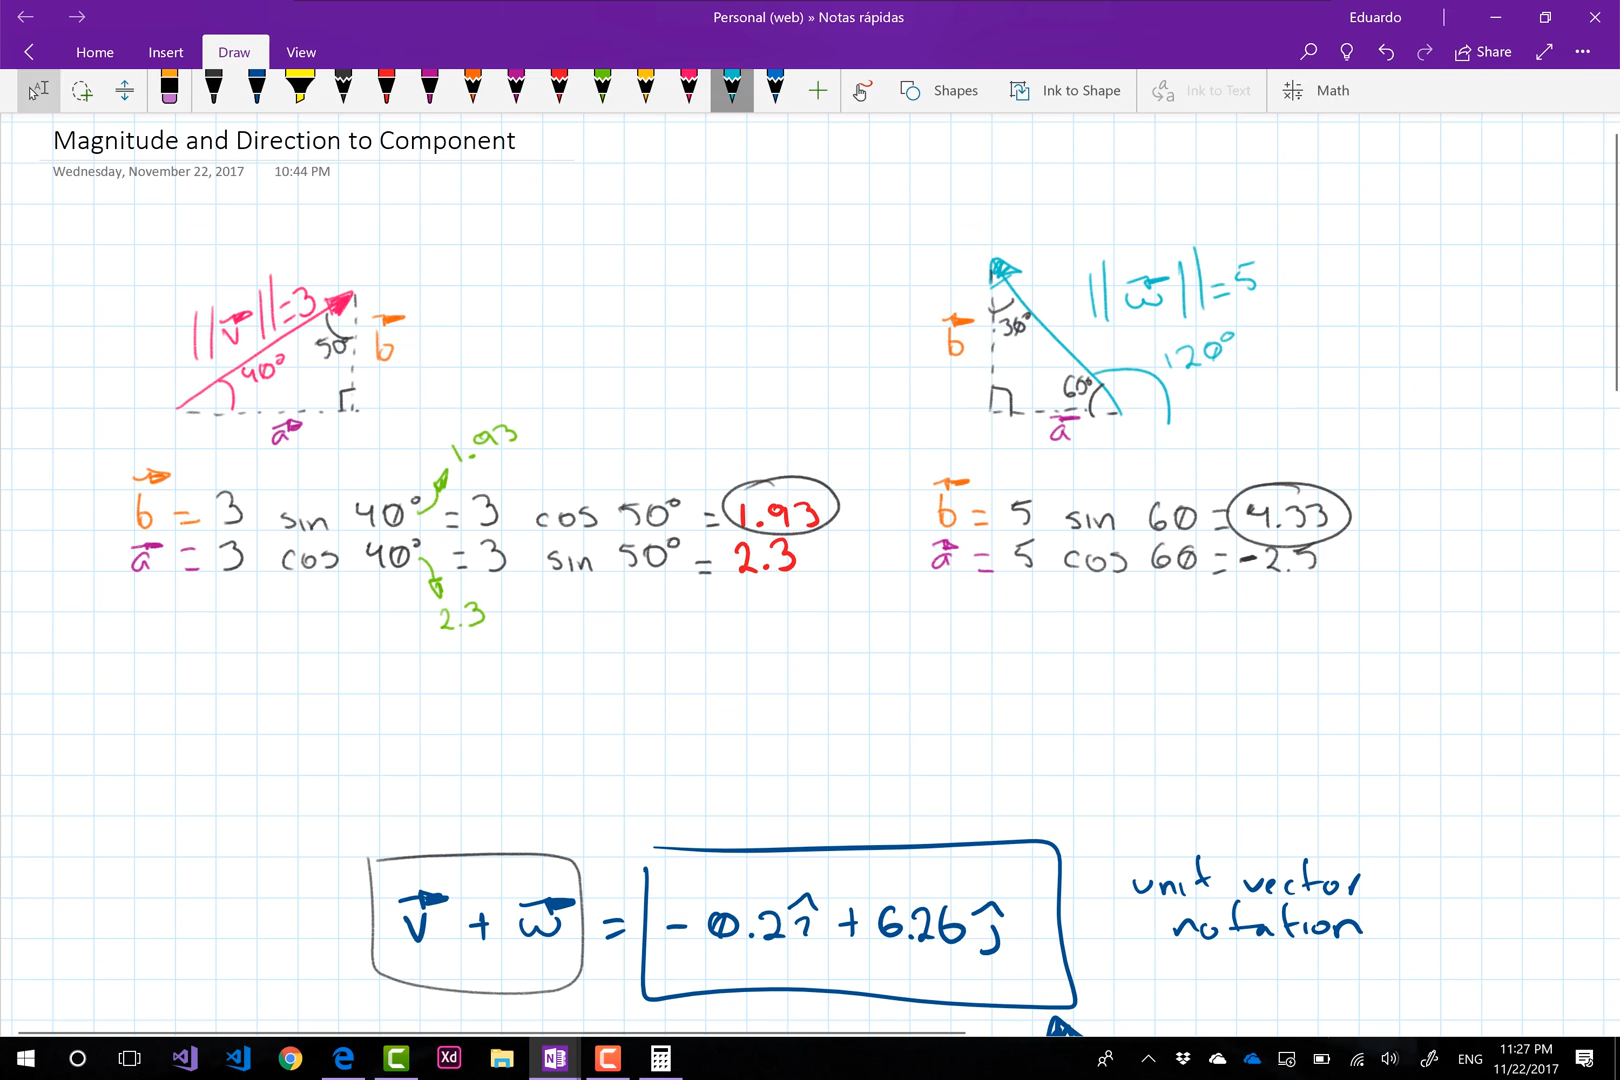 Personal (web) » Notas rápidas
Eduardo
Home Insert Draw View
Share
Shapes Ink to Shape Ink to Text Math
Magnitude and Direction to Component
Wednesday, November 22, 2017 10:44 PM
||v⃗||=3
40°
50°
b⃗
a⃗
||w⃗||=5
120°
30°
60°
b⃗
a⃗
1.93
b⃗ = 3 sin 40° = 3 cos 50° = 1.93
a⃗ = 3 cos 40° = 3 sin 50° = 2.3
2.3
b⃗ = 5 sin 60 = 4.33
a⃗ = 5 cos 60 = -2.5
v⃗ + w⃗ = -0.2î + 6.26ĵ
unit vector
notation
Xd
N
ENG
11:27 PM
11/22/2017